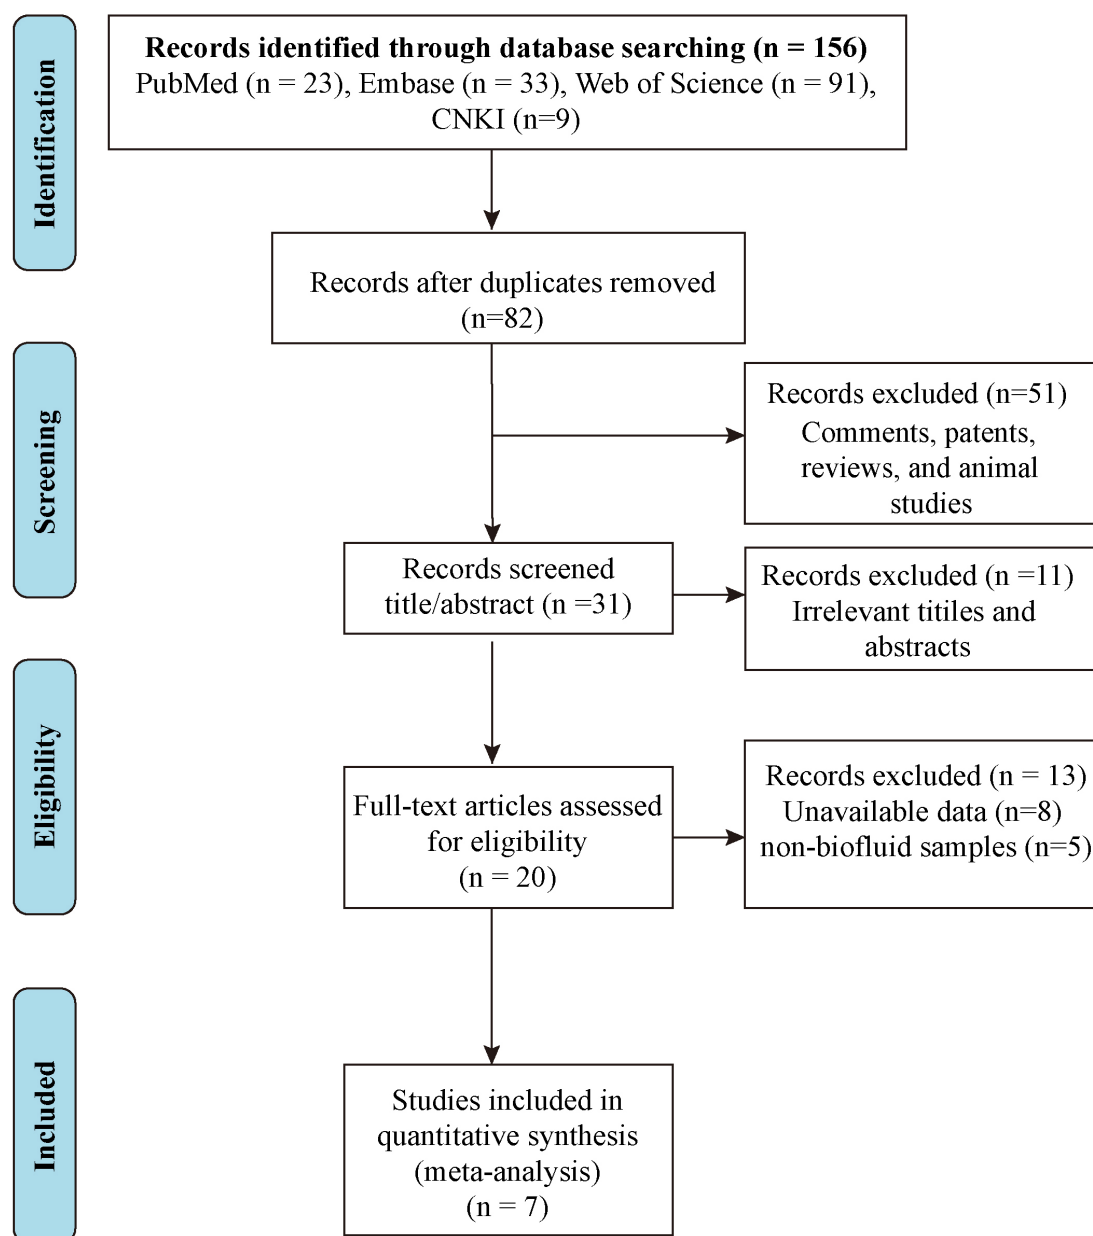 Identification
Records identified through database searching (n = 156)
PubMed (n = 23), Embase (n = 33), Web of Science (n = 91),
CNKI (n=9)
Records after duplicates removed
(n=82)
Screening
Records excluded (n=51)
Comments, patents,
reviews, and animal
studies
Records screened
title/abstract (n =31)
Records excluded (n =11)
Irrelevant titiles and
abstracts
Eligibility
Full-text articles assessed
for eligibility
(n = 20)
Records excluded (n = 13)
Unavailable data (n=8)
non-biofluid samples (n=5)
Included
Studies included in
quantitative synthesis
(meta-analysis)
(n = 7)